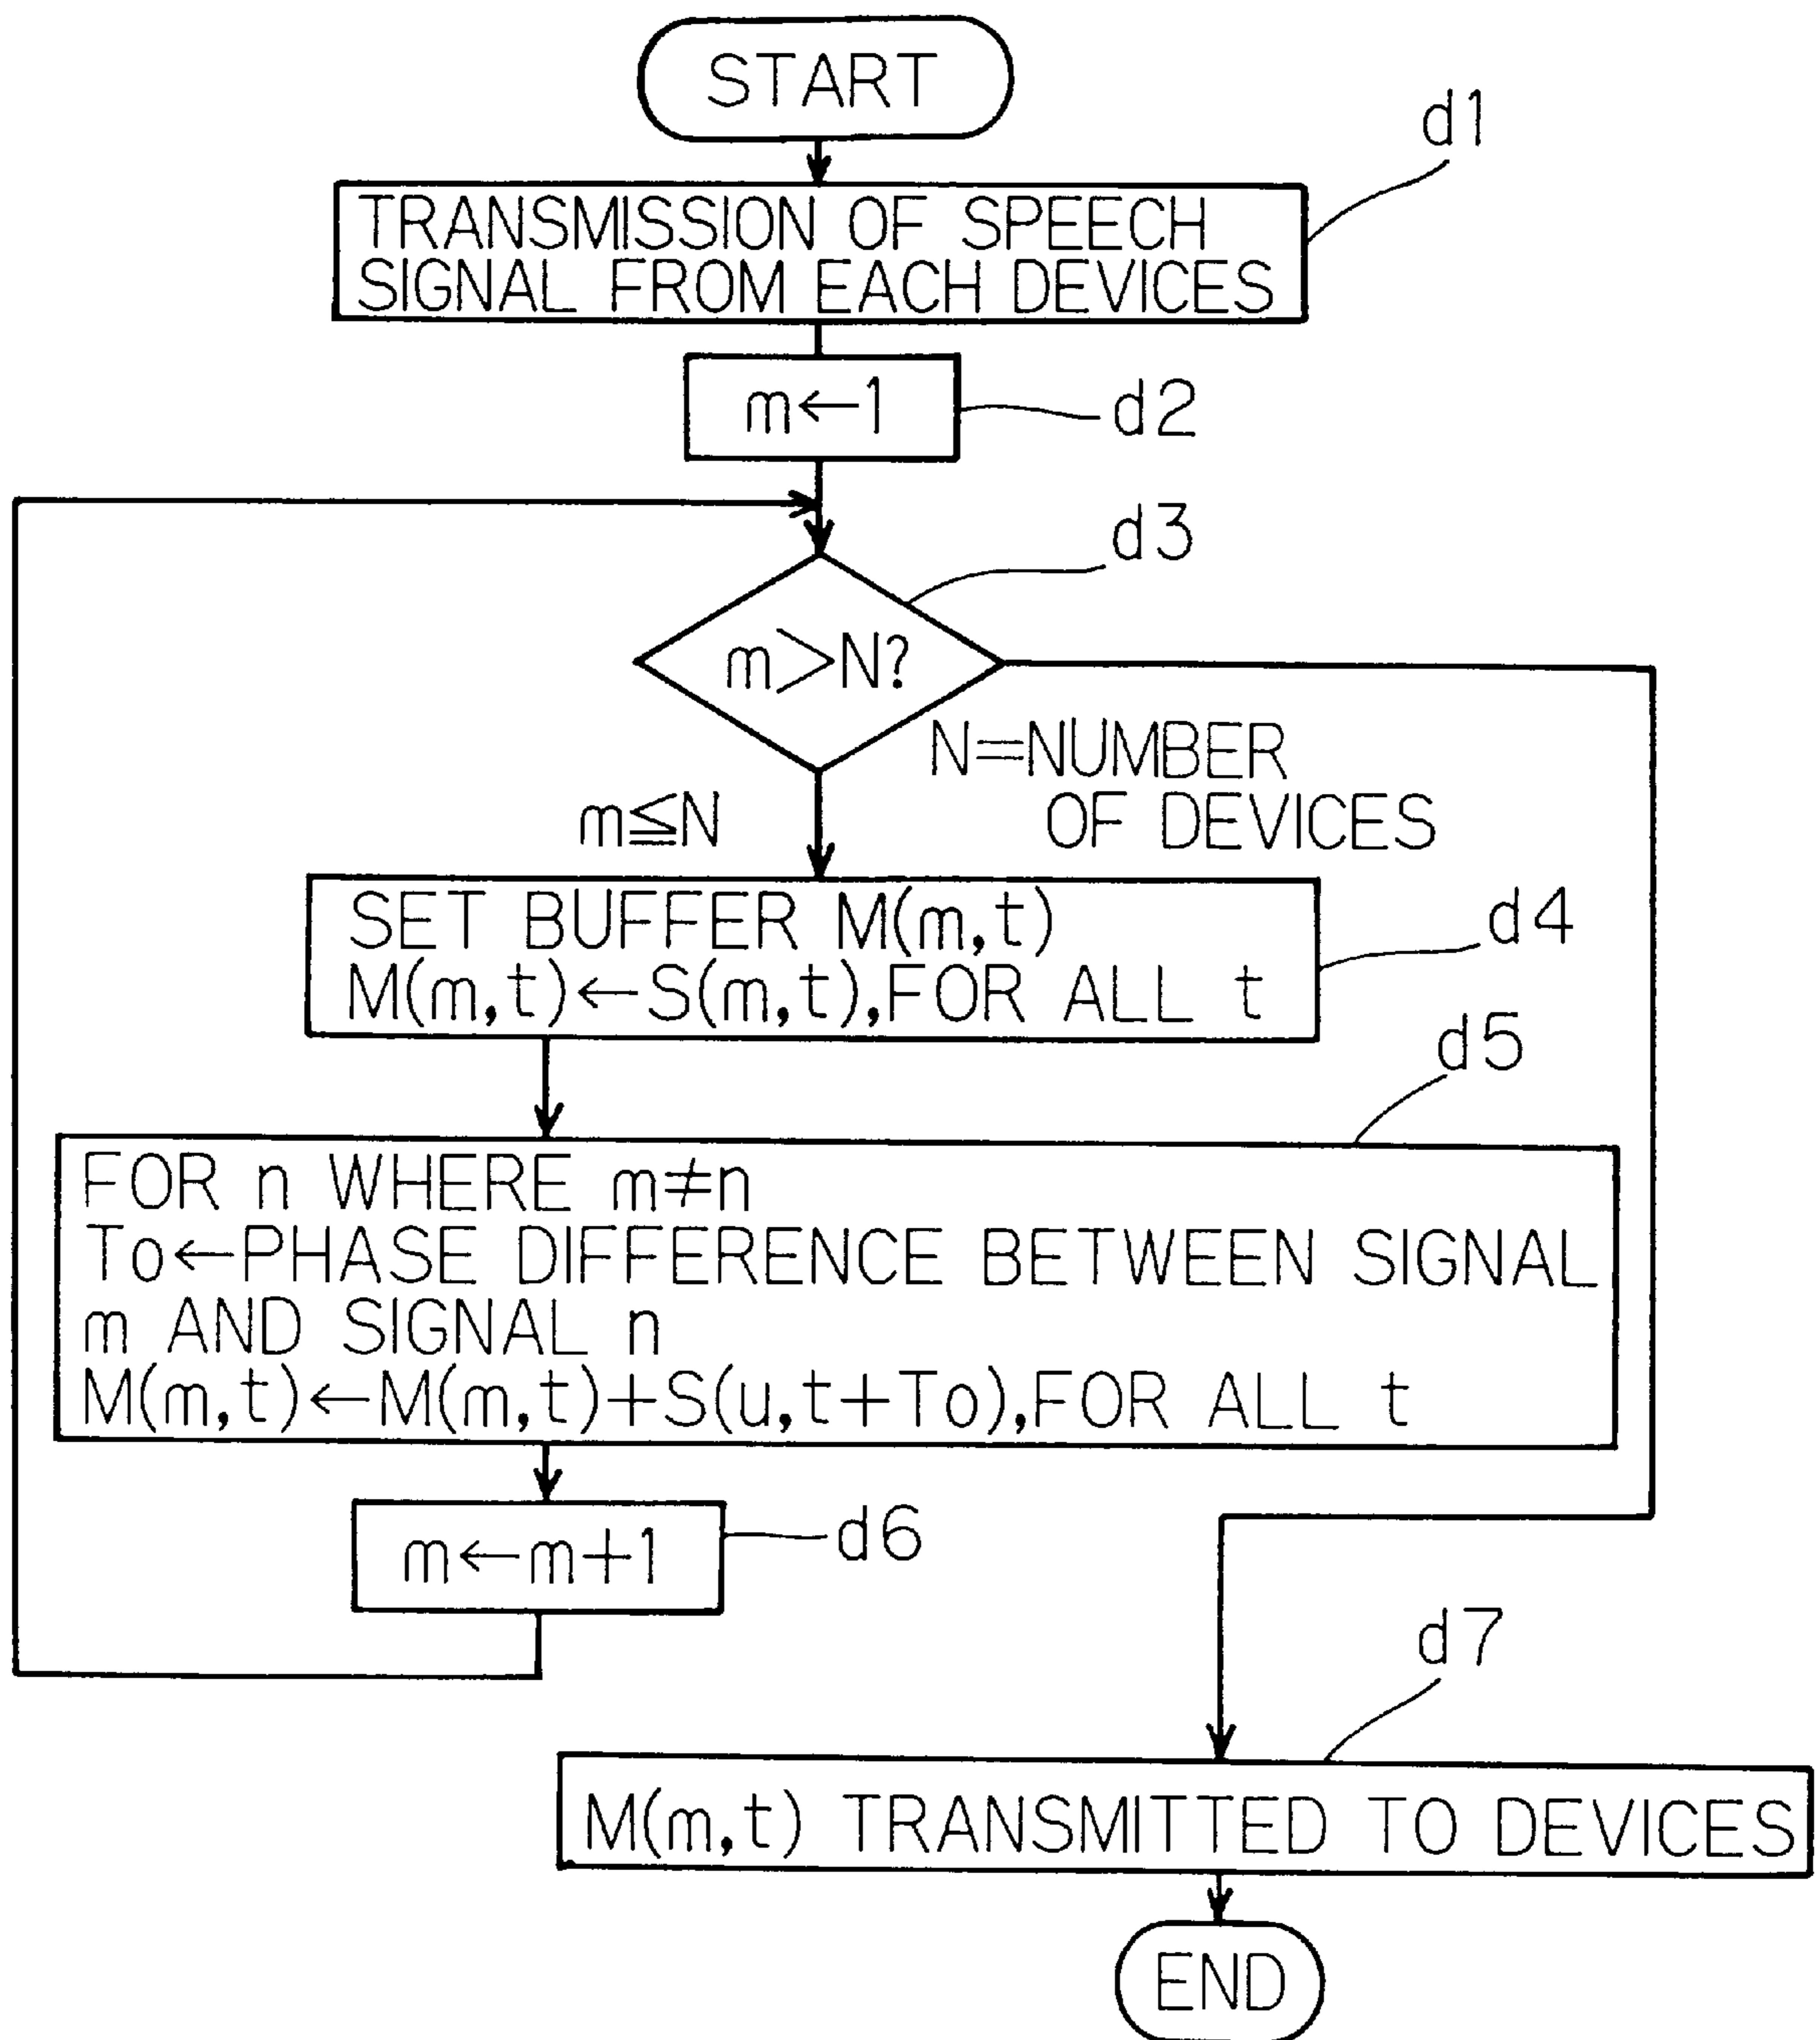 START
d1
TRANSMISSION OF SPEECH
SIGNAL FROM EACH DEVICES
m←1
d2
d3
m>N?
N=NUMBER
OF DEVICES
m≦N
SET BUFFER M(m,t)
M(m,t)←S(m,t),FOR ALL t
d4
d5
FOR n WHERE m≠n
To←PHASE DIFFERENCE BETWEEN SIGNAL
m AND SIGNAL n
M(m,t)←M(m,t)+S(u,t+To),FOR ALL t
m←m+1
d6
d7
M(m,t) TRANSMITTED TO DEVICES
END